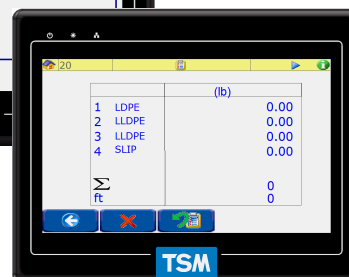 20
(lb)
1 LDPE 0.00
2 LLDPE 0.00
3 LLDPE 0.00
4 SLIP 0.00
Σ 0
ft 0
TSM